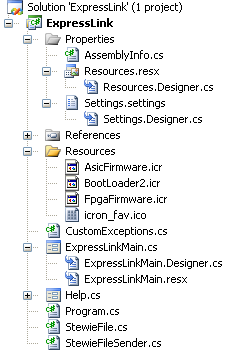 Solution 'ExpressLink' (1 project)
ExpressLink
Properties
AssemblyInfo.cs
Resources.resx
Resources.Designer.cs
Settings.settings
Settings.Designer.cs
References
Resources
AsicFirmware.icr
BootLoader2.icr
FpgaFirmware.icr
icron_fav.ico
CustomExceptions.cs
ExpressLinkMain.cs
ExpressLinkMain.Designer.cs
ExpressLinkMain.resx
Help.cs
Program.cs
StewieFile.cs
StewieFileSender.cs